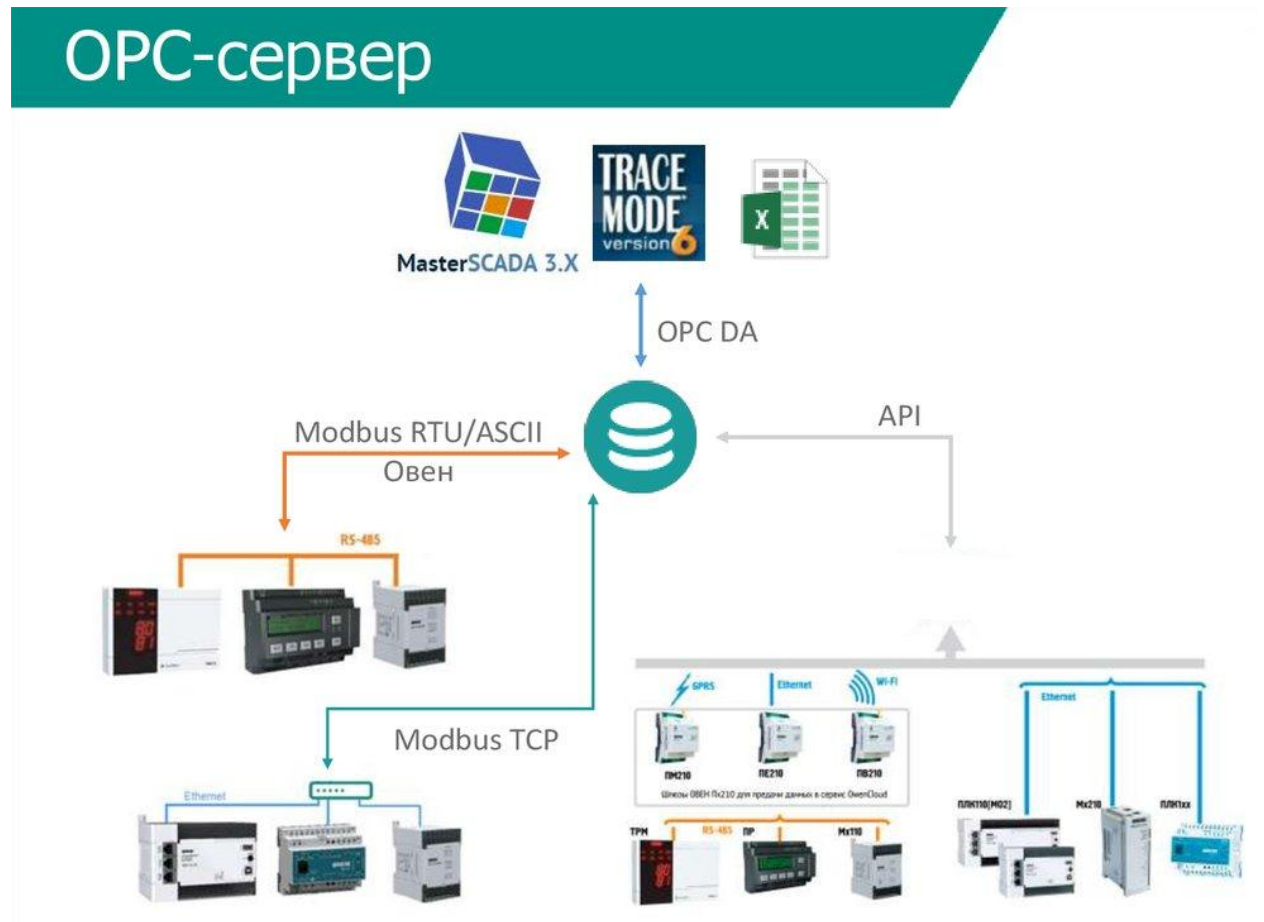 OPC-сервер
TRACE
MODE
version 6
X
MasterSCADA 3.X
OPC DA
API
Modbus RTU/ASCII
Овен
RS-485
GPRS
Ethernet
Wi-Fi
Ethernet
ПМ210
ПЕ210
ПВ210
Шлюзы ОВЕН Пх210 для предачи данных в сервис OwenCloud
Modbus TCP
Ethernet
ПЛК110[М02]
Мх210
ПЛК1хх
ТРМ
RS-485
ПР
Мх110